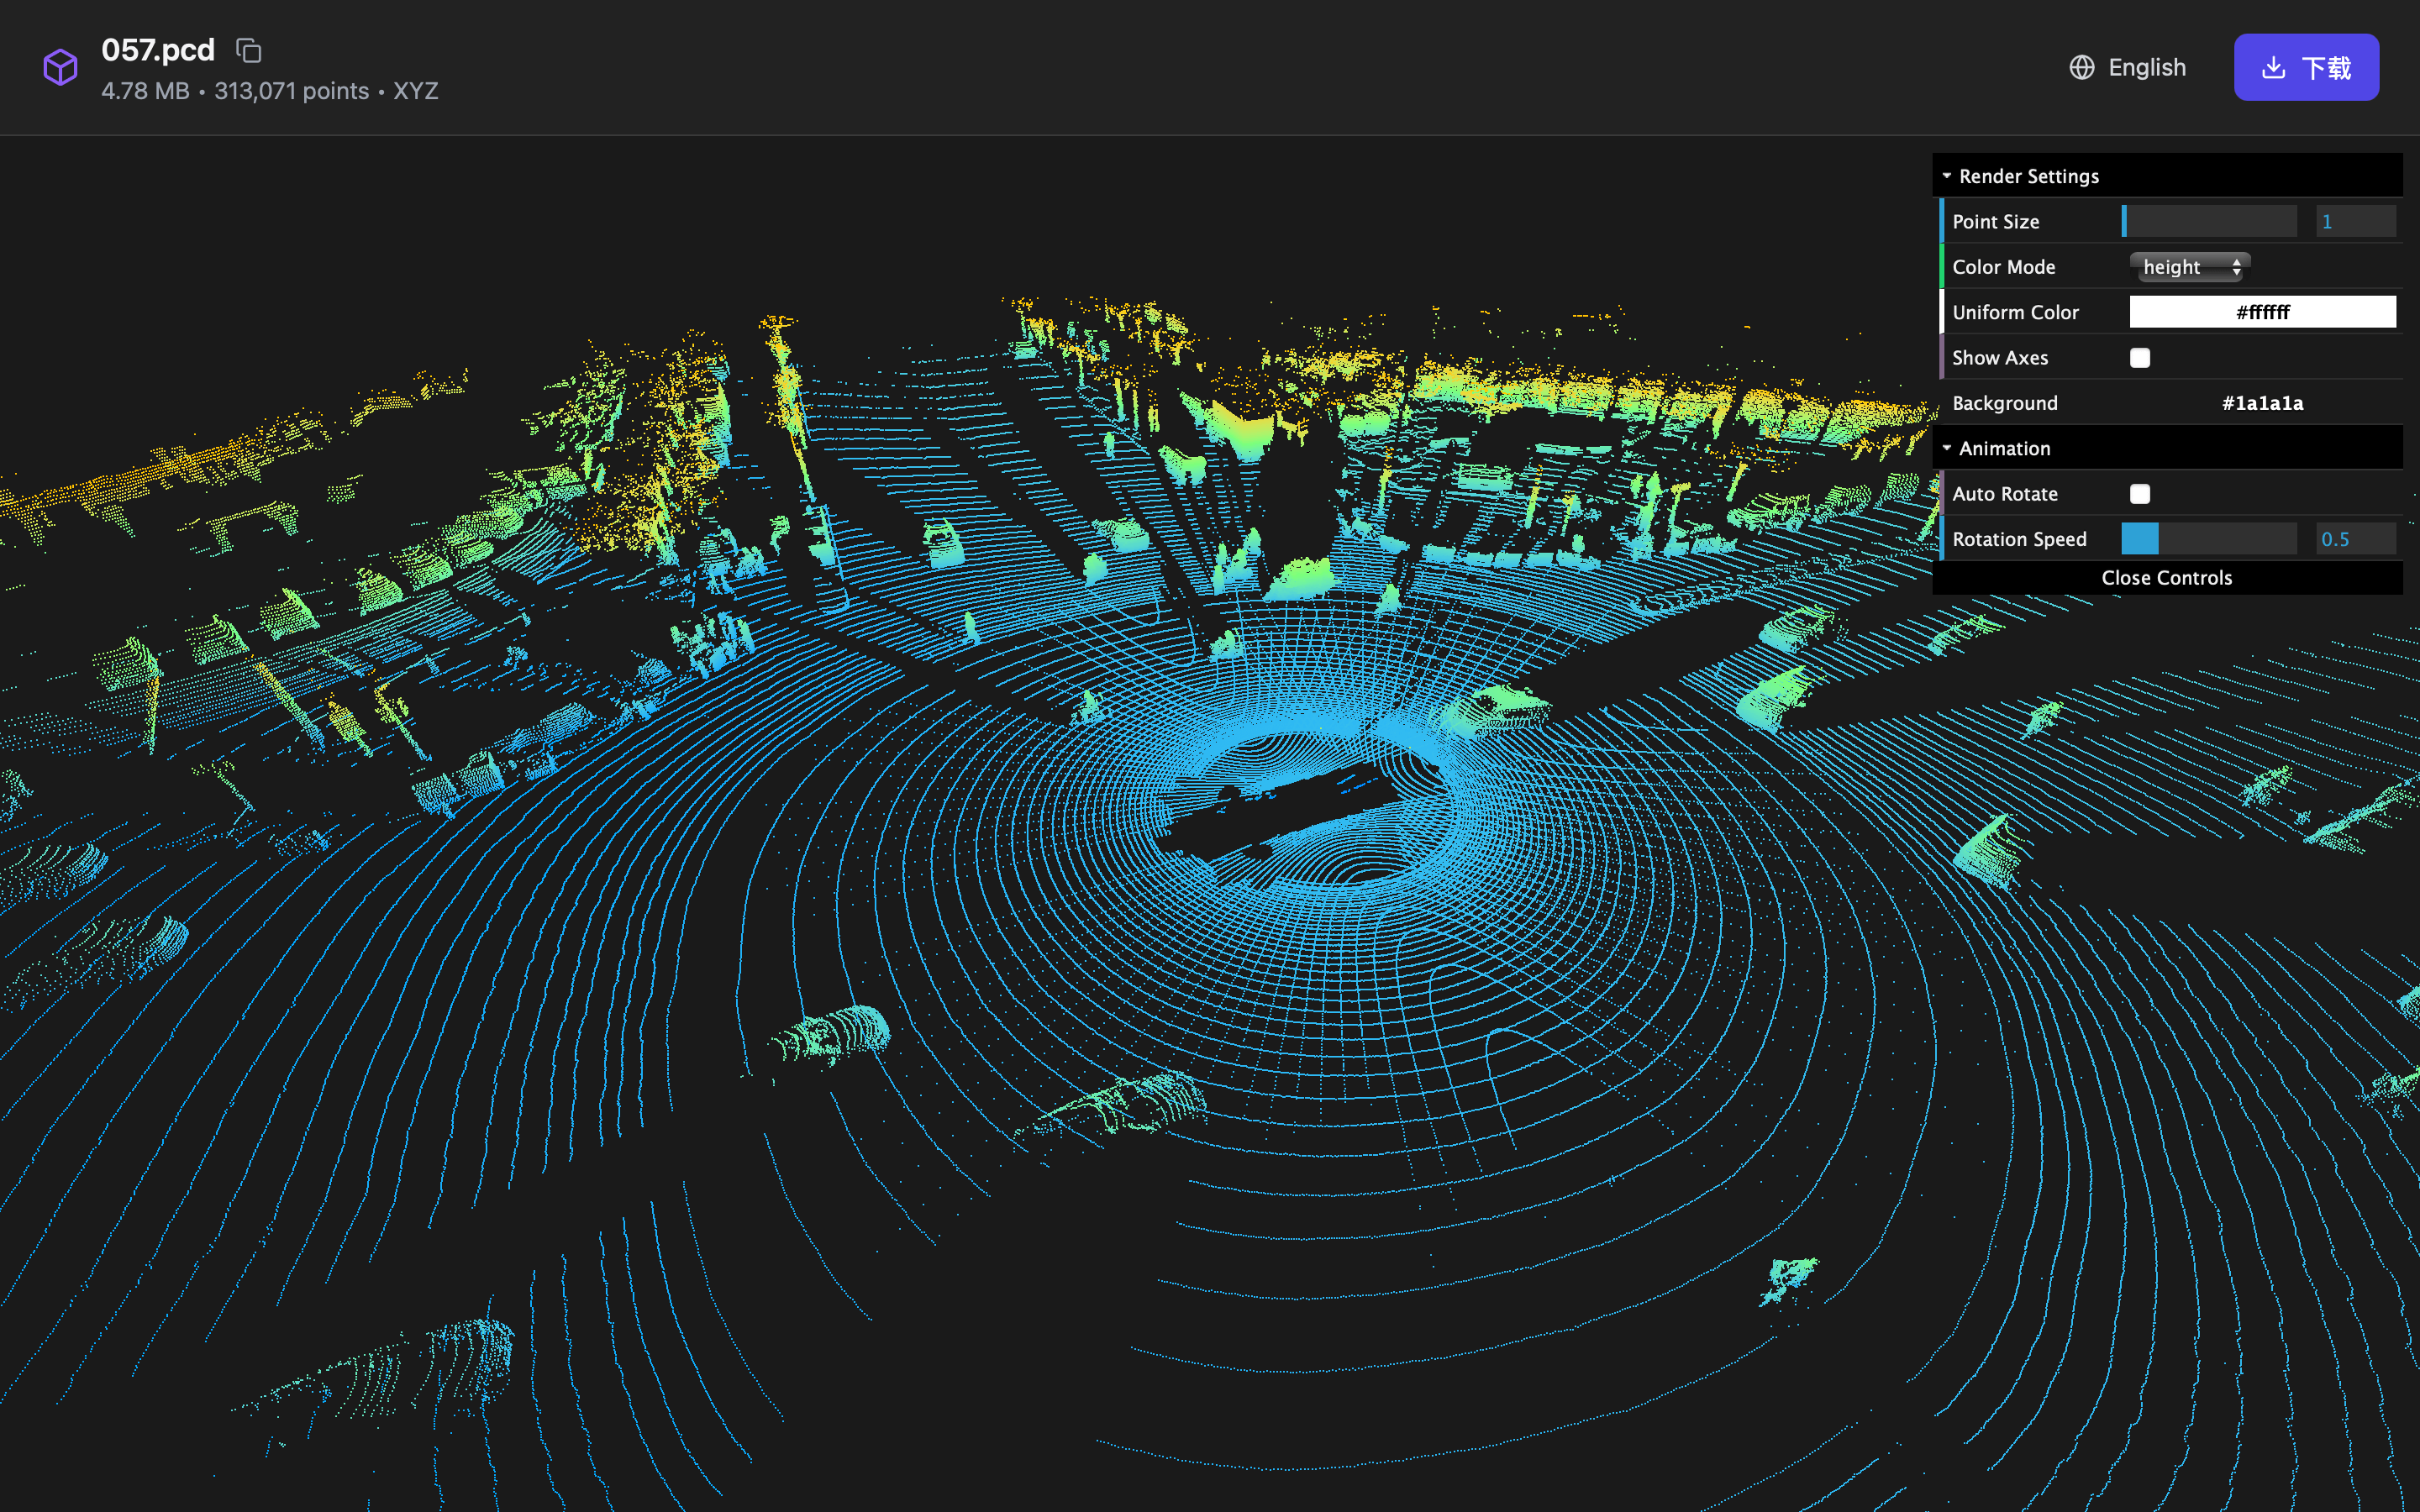 057.pcd
4.78 MB • 313,071 points • XYZ
English
下载
Render Settings
Point Size 1
Color Mode height
Uniform Color #ffffff
Show Axes
Background #1a1a1a
Animation
Auto Rotate
Rotation Speed 0.5
Close Controls